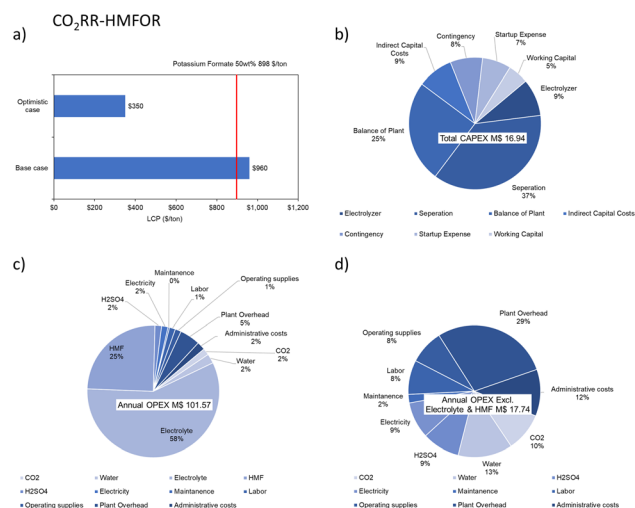 CO2RR-HMFOR
a)
Potassium Formate 50wt% 898 $/ton
Optimistic
case
$350
Base case
$960
$0
$200
$400
$600
$800
$1,000
$1,200
LCP ($/ton)
b)
Contingency
8%
Startup Expense
7%
Indirect Capital
Costs
9%
Working Capital
5%
Electrolyzer
9%
Balance of Plant
25%
Total CAPEX M$ 16.94
Seperation
37%
Electrolyzer
Seperation
Balance of Plant
Indirect Capital Costs
Contingency
Startup Expense
Working Capital
c)
Maintanence
0%
Operating supplies
1%
Electricity
2%
Labor
1%
H2SO4
2%
Plant Overhead
5%
Administrative costs
2%
HMF
25%
CO2
2%
Water
2%
Annual OPEX M$ 101.57
Electrolyte
58%
CO2
Water
Electrolyte
HMF
H2SO4
Electricity
Maintanence
Labor
Operating supplies
Plant Overhead
Administrative costs
d)
Plant Overhead
29%
Operating supplies
8%
Labor
8%
Maintenance
2%
Administrative costs
12%
Annual OPEX Excl.
Electrolyte & HMF M$ 17.74
Electricity
9%
CO2
10%
H2SO4
9%
Water
13%
CO2
Water
H2SO4
Electricity
Maintanence
Labor
Operating supplies
Plant Overhead
Administrative costs